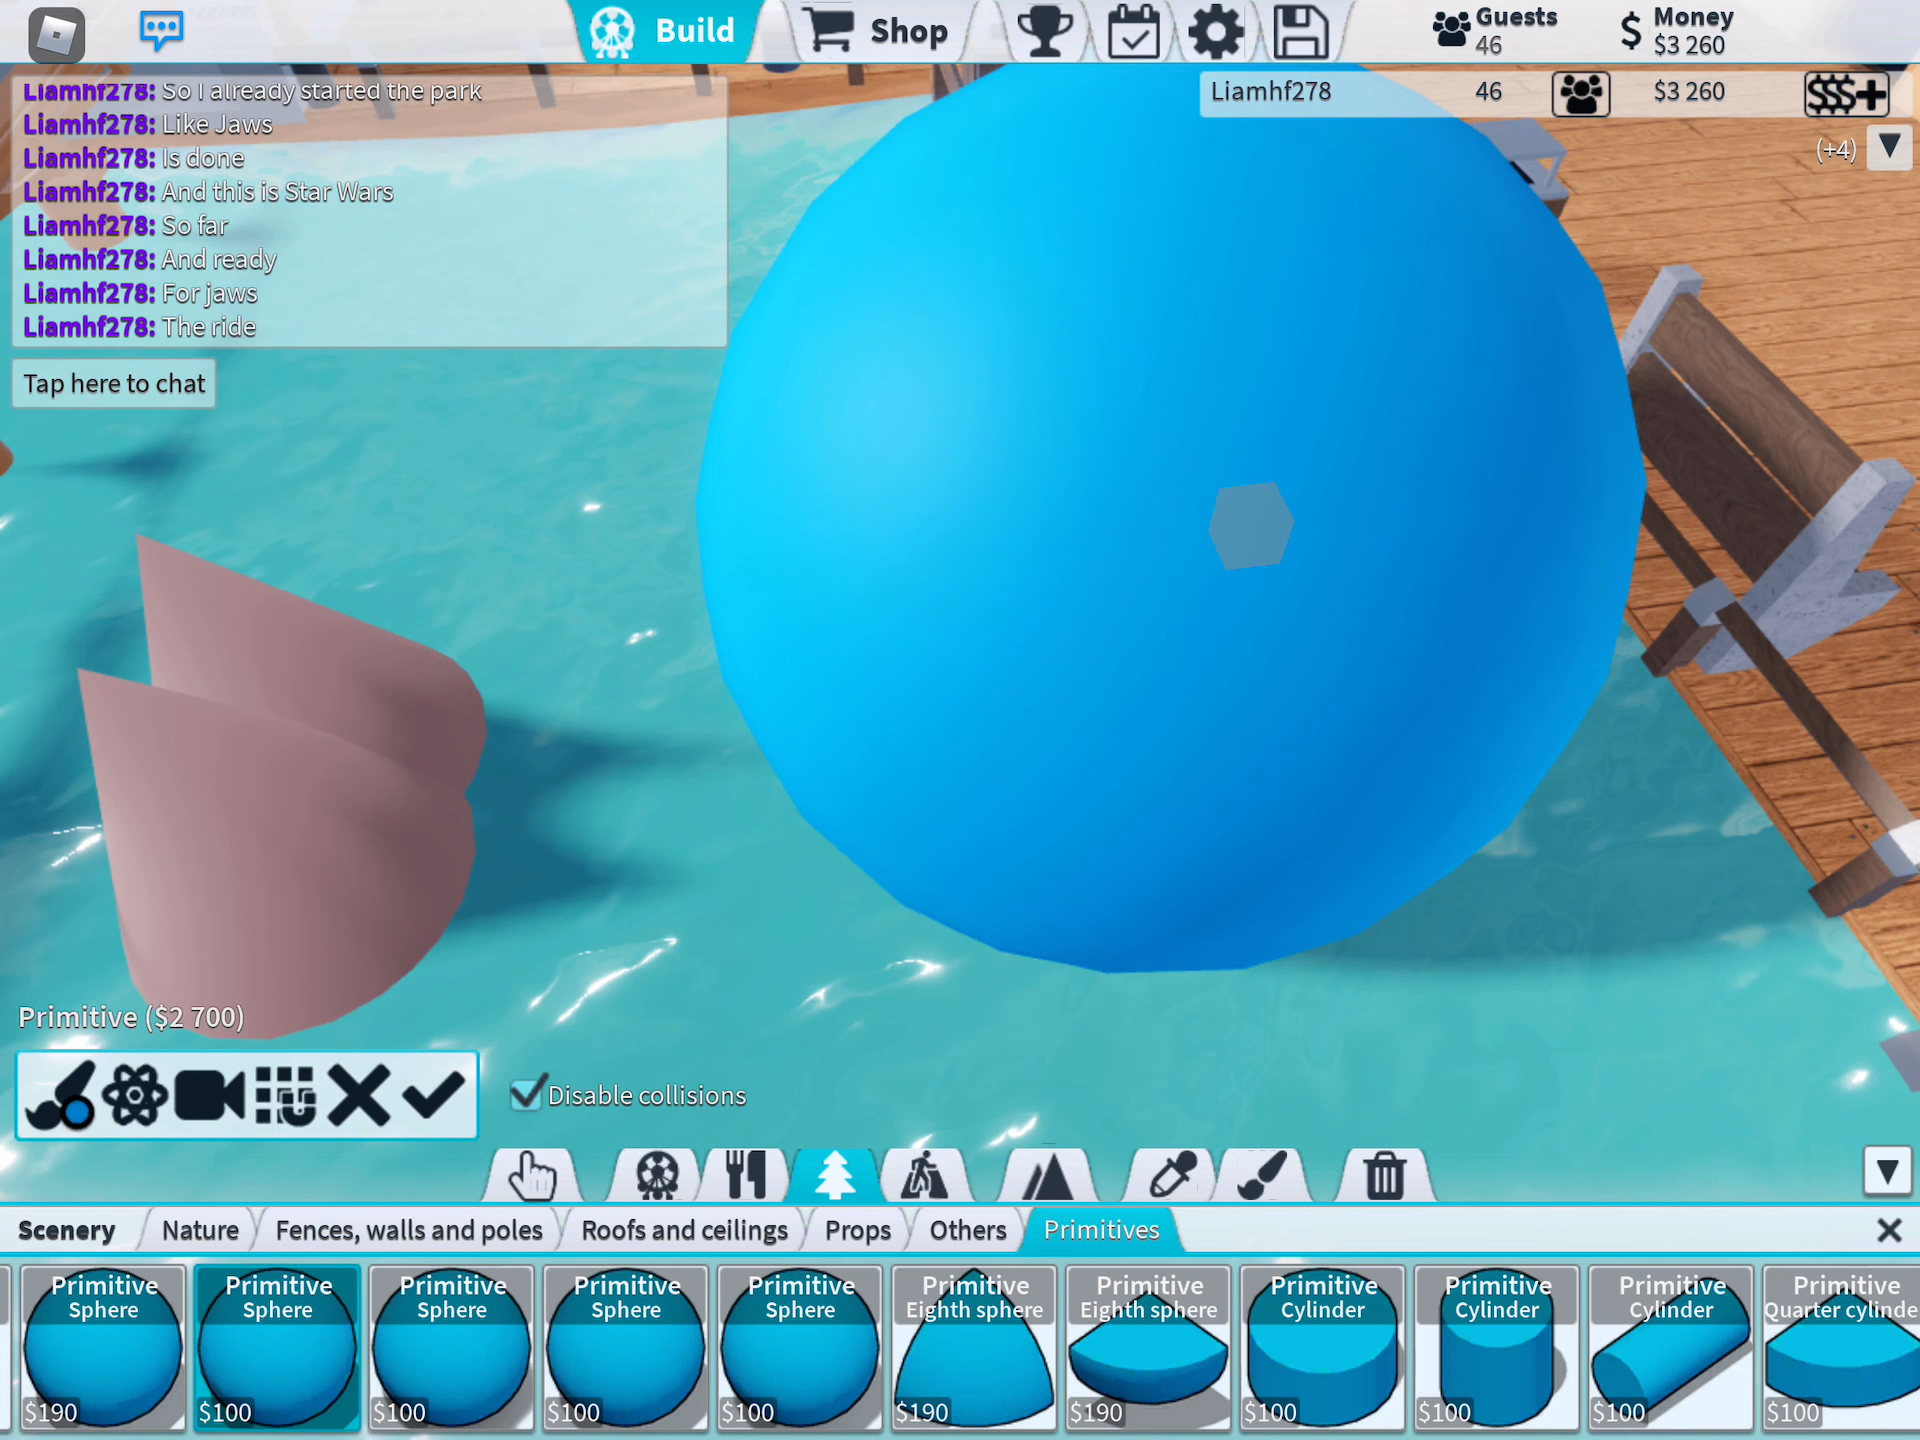 Build
Shop
Guests
46
Money
$3 260
Liamhf278: So I already started the park
Liamhf278: Like Jaws
Liamhf278: Is done
Liamhf278: And this is Star Wars
Liamhf278: So far
Liamhf278: And ready
Liamhf278: For jaws
Liamhf278: The ride
Tap here to chat
Liamhf278 46 $3 260 $$$+
(+4)
Primitive ($2 700)
Disable collisions
Scenery
Nature
Fences, walls and poles
Roofs and ceilings
Props
Others
Primitives
Primitive
Sphere
$190
Primitive
Sphere
$100
Primitive
Sphere
$100
Primitive
Sphere
$100
Primitive
Sphere
$100
Primitive
Eighth sphere
$190
Primitive
Eighth sphere
$190
Primitive
Cylinder
$100
Primitive
Cylinder
$100
Primitive
Cylinder
$100
Primitive
Quarter cylinde
$100